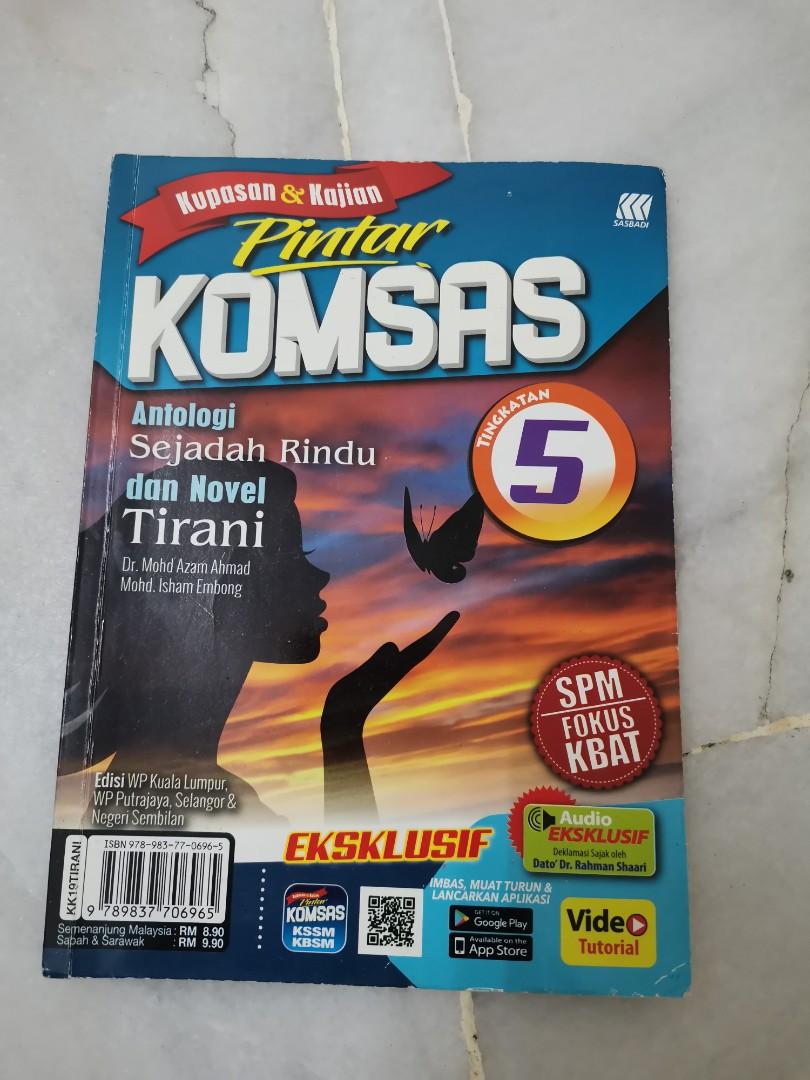 Kupasan & Kajian
Pintar
KOMSAS
SASBADI
TINGKATAN
5
Antologi
Sejadah Rindu
dan Novel
Tirani
Dr. Mohd Azam Ahmad
Mohd. Isham Embong
SPM
FOKUS
KBAT
Edisi WP Kuala Lumpur,
WP Putrajaya, Selangor &
Negeri Sembilan
KK19TIRANI
ISBN 978-983-77-0696-5
9 789837 706965
Semenanjung Malaysia : RM 8.90
Sabah & Sarawak : RM 9.90
EKSKLUSIF
Audio
EKSKLUSIF
Deklamasi Sajak oleh
Dato' Dr. Rahman Shaari
IMBAS, MUAT TURUN &
LANCARKAN APLIKASI
Pintar
KOMSAS
KSSM
KBSM
GET IT ON
Google Play
Available on the
App Store
Video
Tutorial